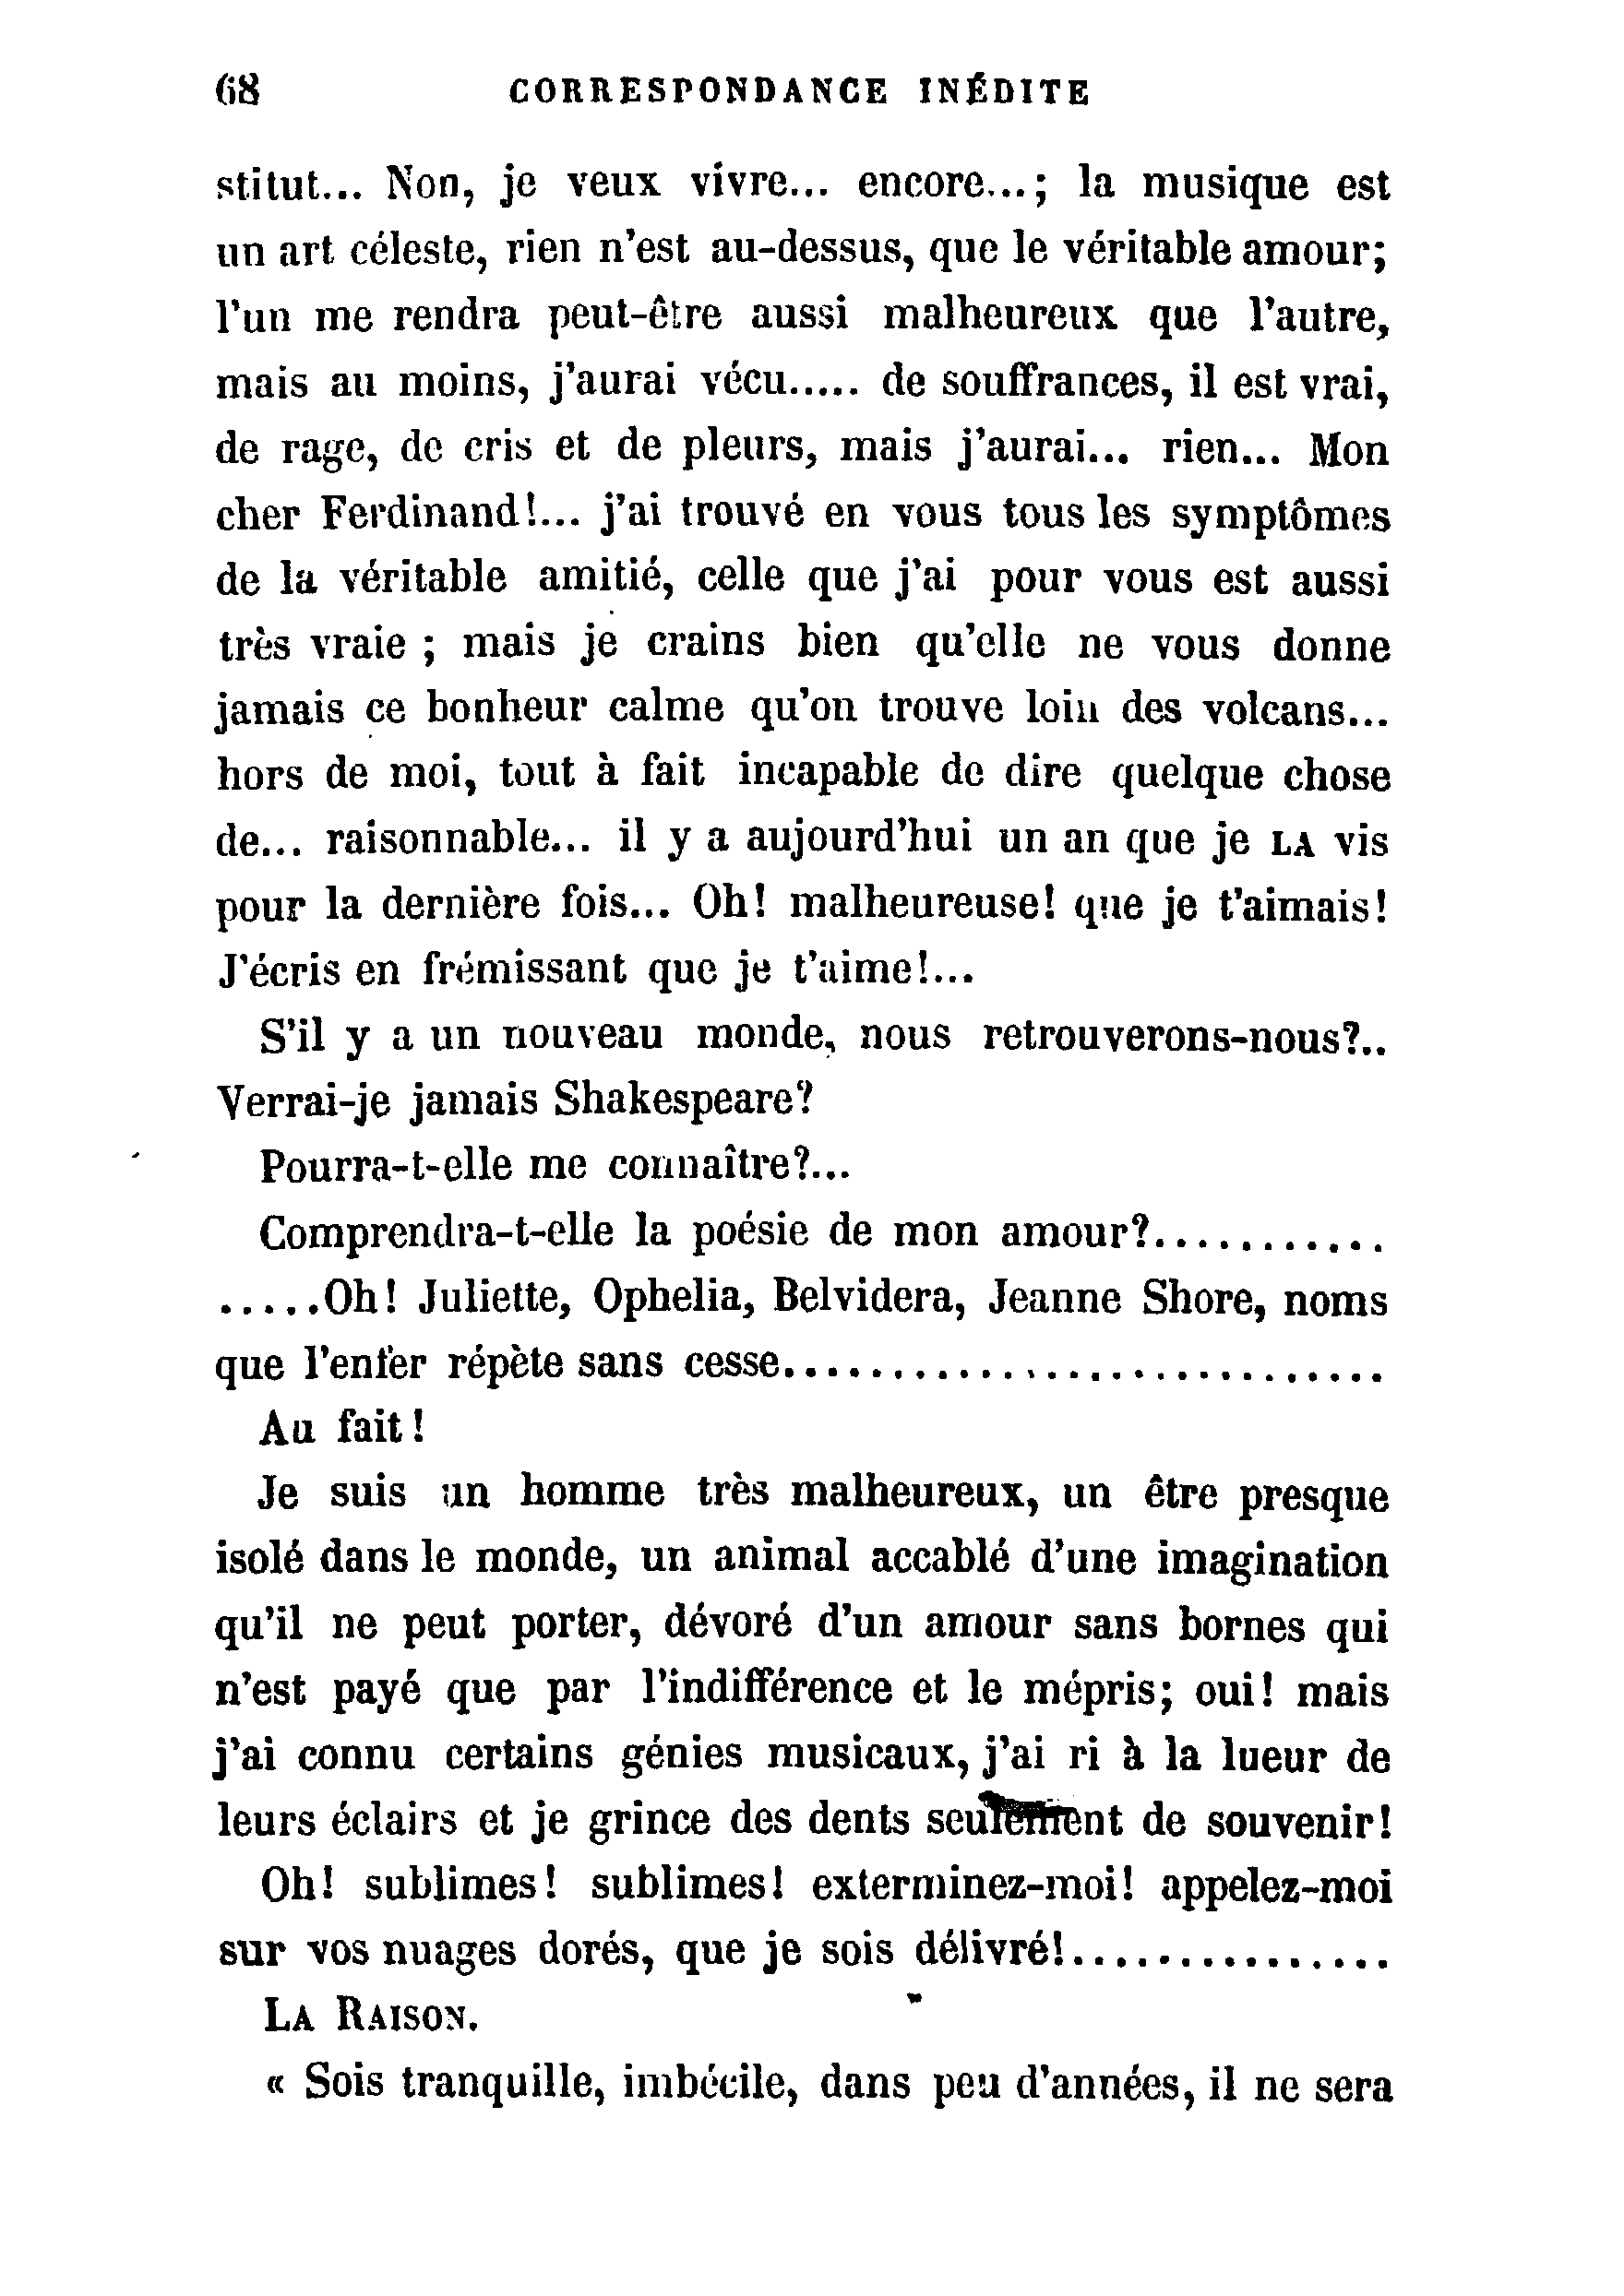 68 CORRESPONDANCE INÉDITE
stitut... Non, je veux vivre... encore...; la musique est
un art céleste, rien n'est au-dessus, que le véritable amour;
l'un me rendra peut-être aussi malheureux que l'autre,
mais au moins, j'aurai vécu..... de souffrances, il est vrai,
de rage, de cris et de pleurs, mais j'aurai... rien... Mon
cher Ferdinand!... j'ai trouvé en vous tous les symptômes
de la véritable amitié, celle que j'ai pour vous est aussi
très vraie ; mais je crains bien qu'elle ne vous donne
jamais ce bonheur calme qu'on trouve loin des volcans...
hors de moi, tout à fait incapable de dire quelque chose
de... raisonnable... il y a aujourd'hui un an que je LA vis
pour la dernière fois... Oh! malheureuse! que je t'aimais!
J'écris en frémissant que je t'aime!...
S'il y a un nouveau monde, nous retrouverons-nous?..
Verrai-je jamais Shakespeare?
Pourra-t-elle me connaître?...
Comprendra-t-elle la poésie de mon amour?...........
.....Oh! Juliette, Ophelia, Belvidera, Jeanne Shore, noms
que l'enfer répète sans cesse............................
Au fait!
Je suis un homme très malheureux, un être presque
isolé dans le monde, un animal accablé d'une imagination
qu'il ne peut porter, dévoré d'un amour sans bornes qui
n'est payé que par l'indifférence et le mépris; oui! mais
j'ai connu certains génies musicaux, j'ai ri à la lueur de
leurs éclairs et je grince des dents seulement de souvenir!
Oh! sublimes! sublimes! exterminez-moi! appelez-moi
sur vos nuages dorés, que je sois délivré!...............
LA RAISON.
« Sois tranquille, imbécile, dans peu d'années, il ne sera